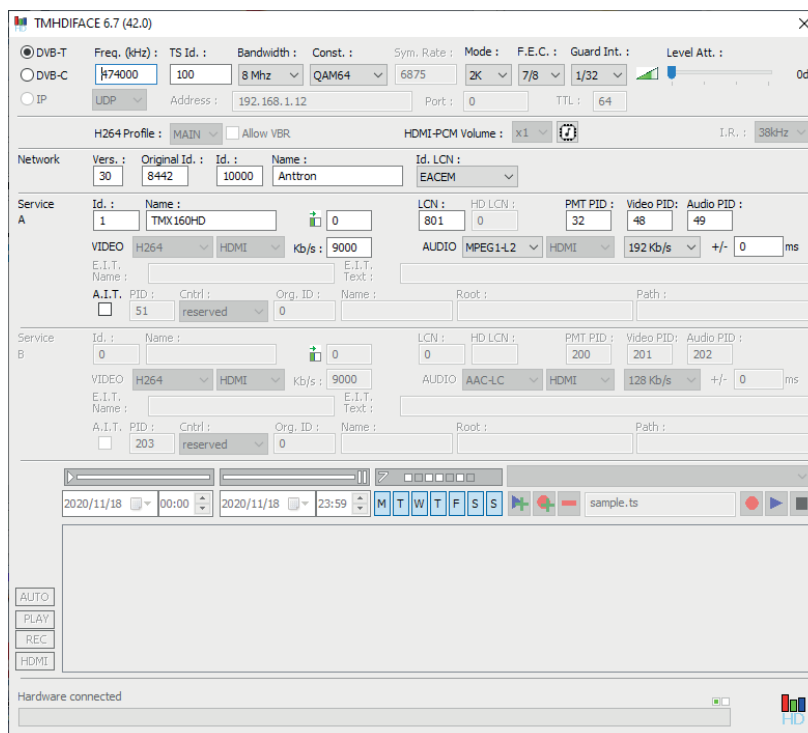 TMHDIFACE 6.7 (42.0)
DVB-T Freq. (kHz) : TS Id. : Bandwidth : Const. : Sym. Rate : Mode : F.E.C. : Guard Int. : Level Att. :
DVB-C 474000 100 8 Mhz QAM64 6875 2K 7/8 1/32 0d
IP UDP Address : 192.168.1.12 Port : 0 TTL : 64
H264 Profile : MAIN Allow VBR HDMI-PCM Volume : x1 I.R. : 38kHz
Network Vers. : Original Id. : Id. : Name : Id. LCN :
30 8442 10000 Anttron EACEM
Service Id. : Name : LCN : HD LCN : PMT PID : Video PID: Audio PID :
A 1 TMX160HD 0 801 0 32 48 49
VIDEO H264 HDMI Kb/s : 9000 AUDIO MPEG1-L2 HDMI 192 Kb/s +/- 0 ms
E.I.T. Name : E.I.T. Text :
A.I.T. PID : Cntrl : Org. ID : Name : Root : Path :
51 reserved 0
Service Id. : Name : LCN : HD LCN : PMT PID : Video PID: Audio PID :
B 0 0 0 200 201 202
VIDEO H264 HDMI Kb/s : 9000 AUDIO AAC-LC HDMI 128 Kb/s +/- 0 ms
E.I.T. Name : E.I.T. Text :
A.I.T. PID : Cntrl : Org. ID : Name : Root : Path :
203 reserved 0
2020/11/18 00:00 2020/11/18 23:59 M T W T F S S sample.ts
AUTO
PLAY
REC
HDMI
Hardware connected
HD